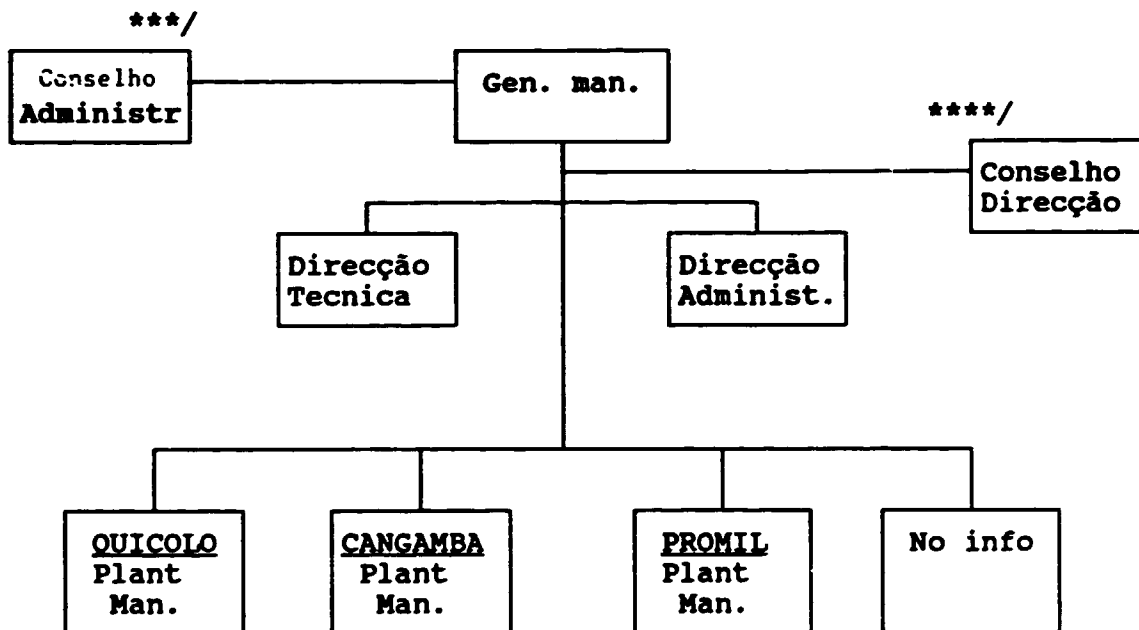 ***/
Conselho
Administr
Gen. man.
****/
Conselho
Direcção
Direcção
Tecnica
Direcção
Administ.
QUICOLO
Plant
Man.
CANGAMBA
Plant
Man.
PROMIL
Plant
Man.
No info